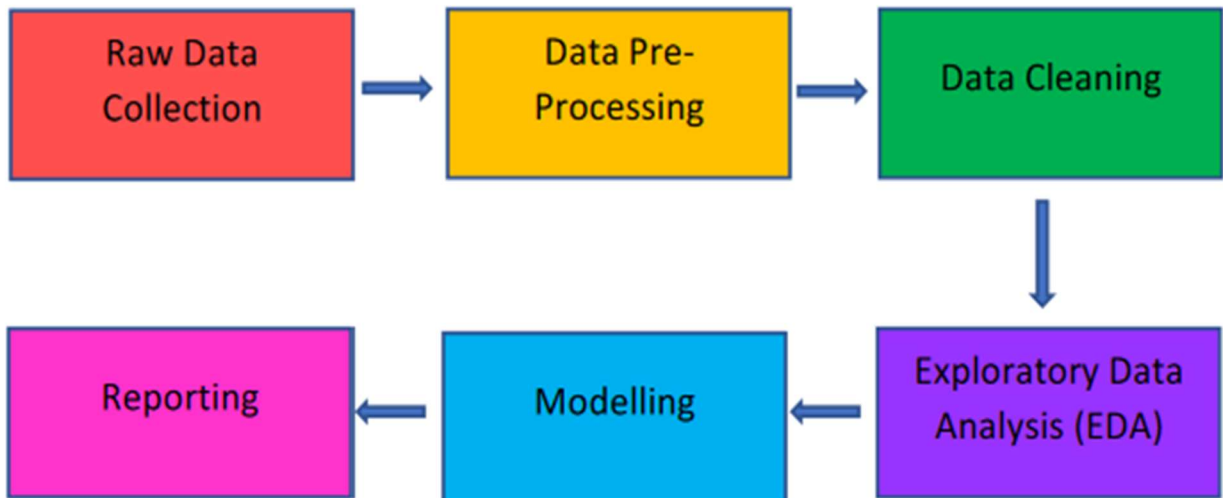 Raw Data
Collection
Data Pre-
Processing
Data Cleaning
Exploratory Data
Analysis (EDA)
Modelling
Reporting